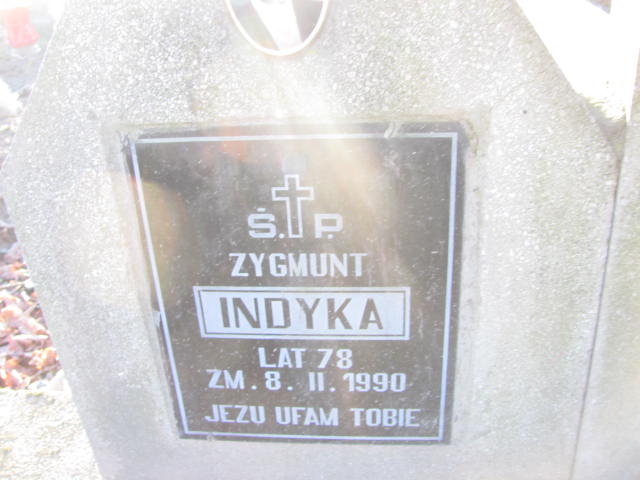 Ś.P.
ZYGMUNT
INDYKA
LAT 78
ZM. 8. II. 1990
JEZU UFAM TOBIE